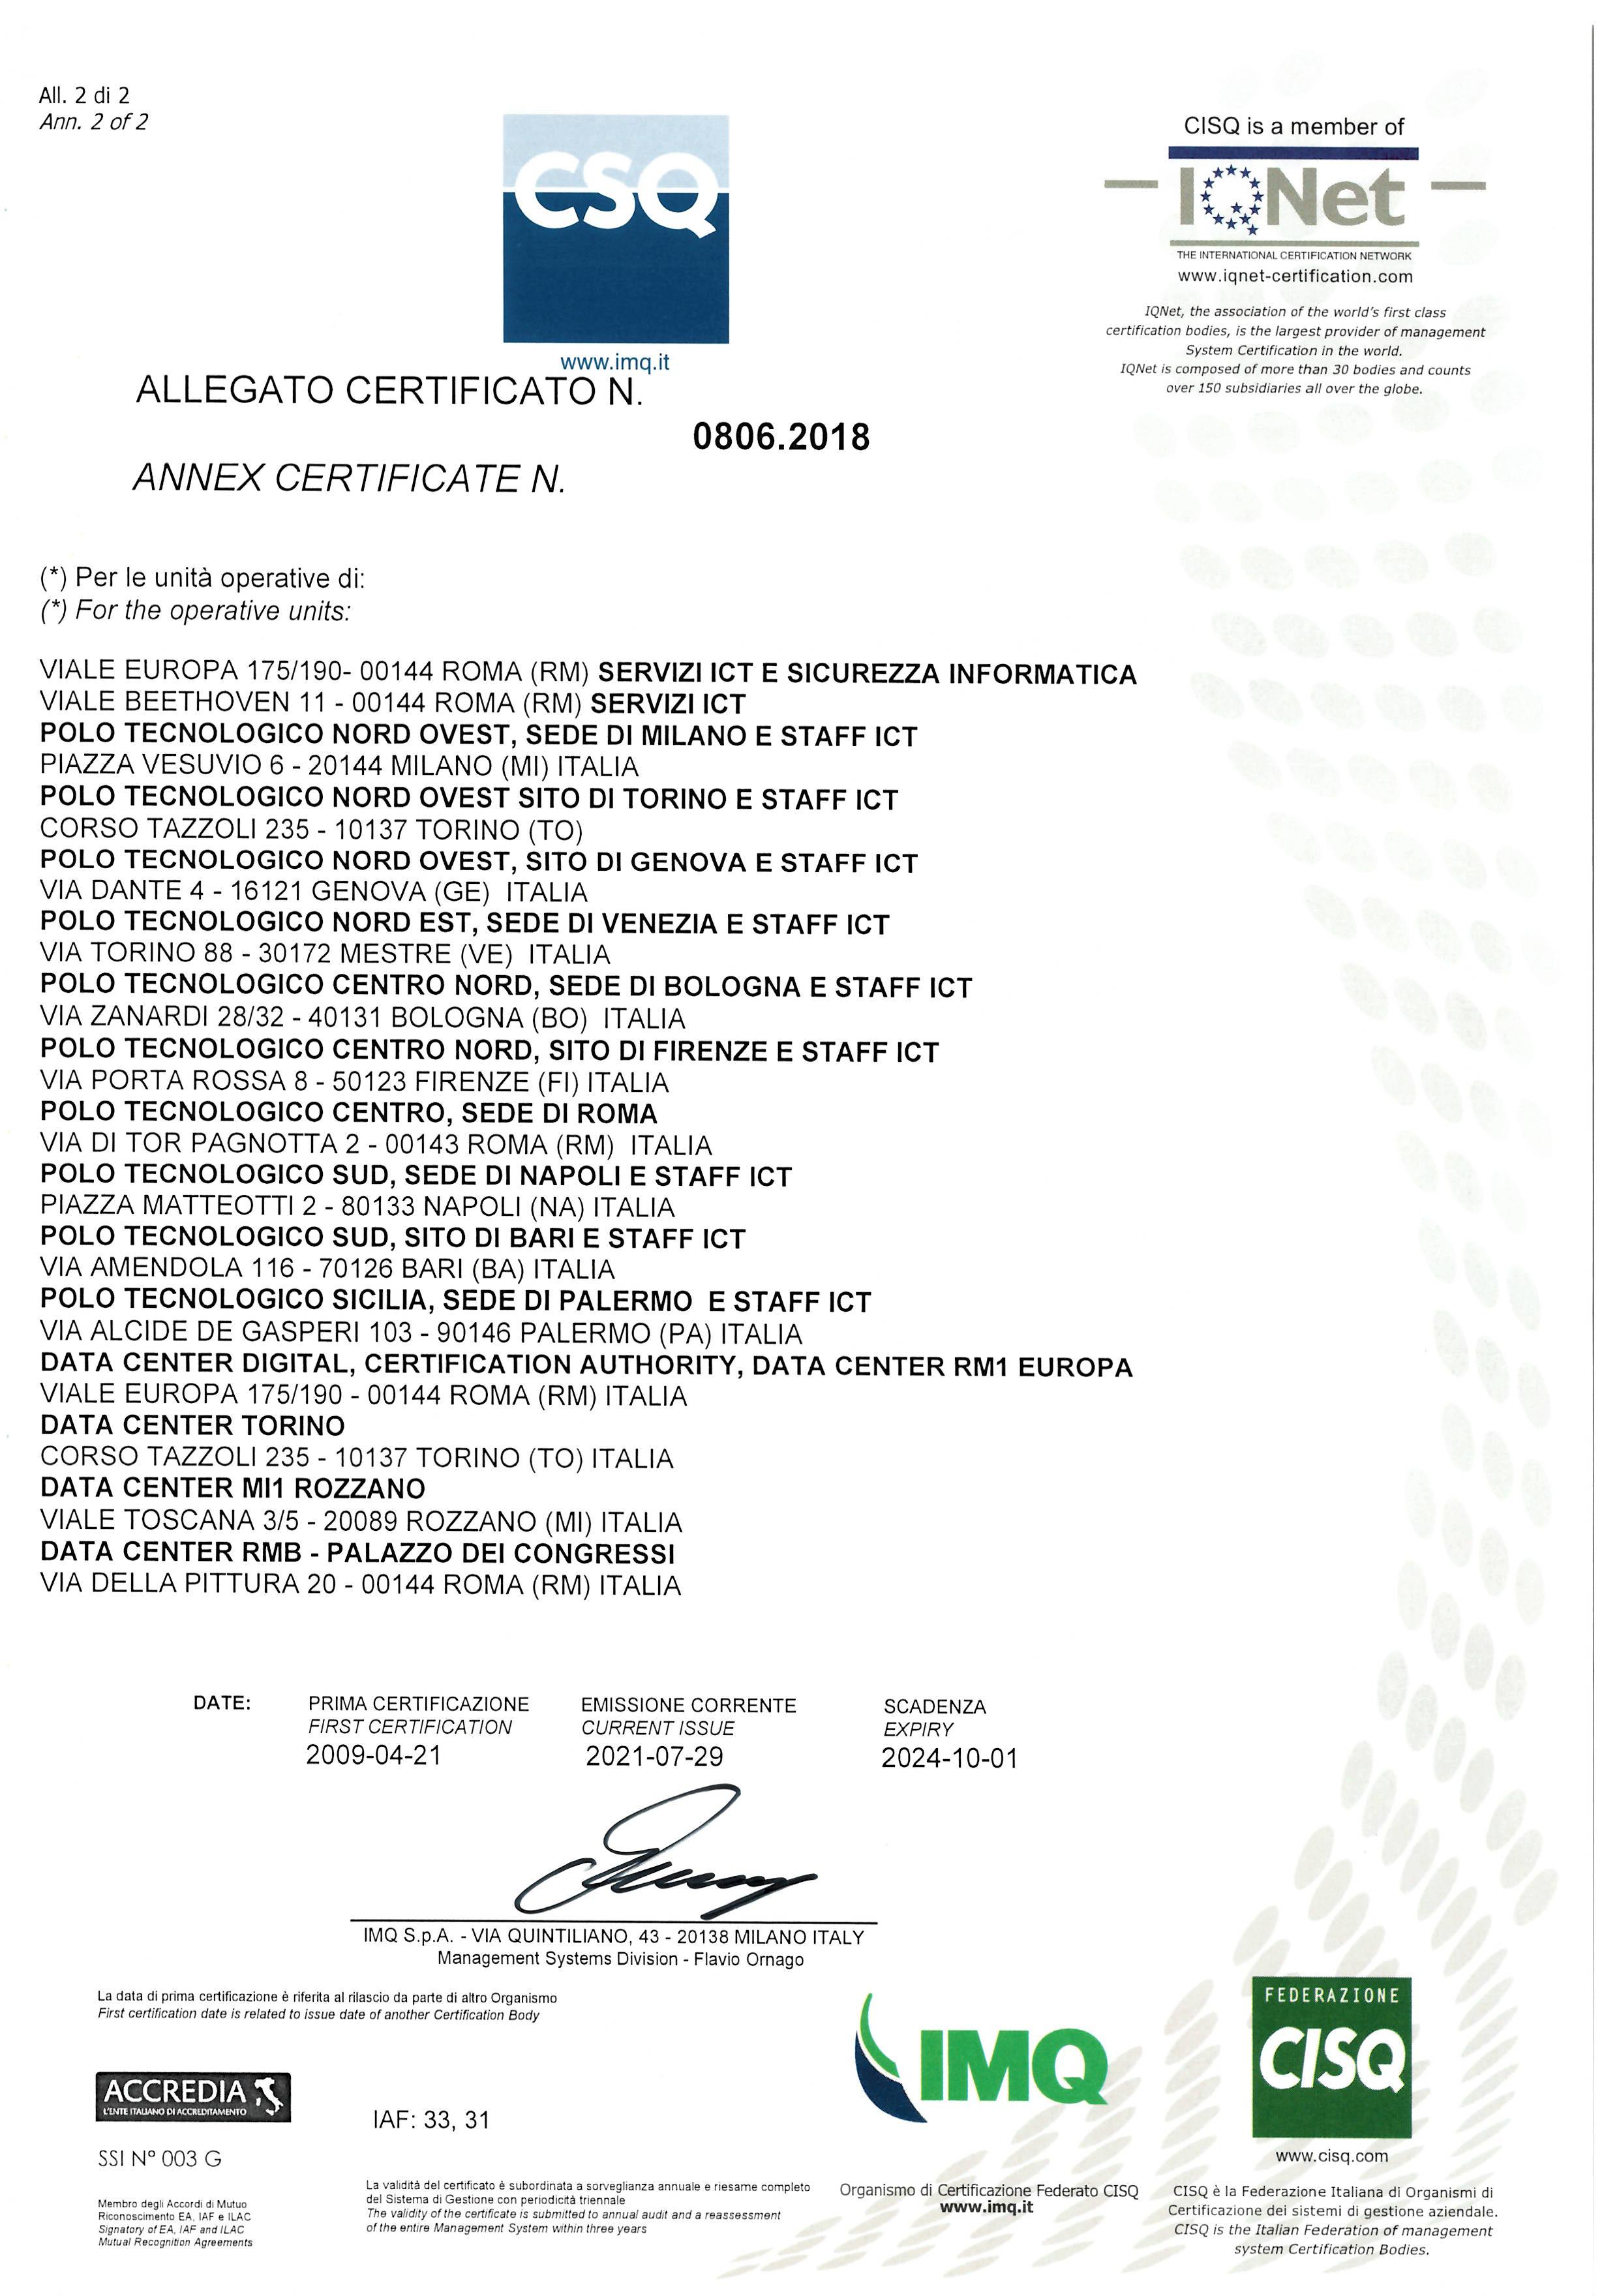 All. 2 di 2
Ann. 2 of 2
CSQ
www.imq.it
CISQ is a member of
IQNet
THE INTERNATIONAL CERTIFICATION NETWORK
www.iqnet-certification.com
IQNet, the association of the world's first class
certification bodies, is the largest provider of management
System Certification in the world.
IQNet is composed of more than 30 bodies and counts
over 150 subsidiaries all over the globe.
ALLEGATO CERTIFICATO N.
0806.2018
ANNEX CERTIFICATE N.
(*) Per le unità operative di:
(*) For the operative units:
VIALE EUROPA 175/190- 00144 ROMA (RM) SERVIZI ICT E SICUREZZA INFORMATICA
VIALE BEETHOVEN 11 - 00144 ROMA (RM) SERVIZI ICT
POLO TECNOLOGICO NORD OVEST, SEDE DI MILANO E STAFF ICT
PIAZZA VESUVIO 6 - 20144 MILANO (MI) ITALIA
POLO TECNOLOGICO NORD OVEST SITO DI TORINO E STAFF ICT
CORSO TAZZOLI 235 - 10137 TORINO (TO)
POLO TECNOLOGICO NORD OVEST, SITO DI GENOVA E STAFF ICT
VIA DANTE 4 - 16121 GENOVA (GE) ITALIA
POLO TECNOLOGICO NORD EST, SEDE DI VENEZIA E STAFF ICT
VIA TORINO 88 - 30172 MESTRE (VE) ITALIA
POLO TECNOLOGICO CENTRO NORD, SEDE DI BOLOGNA E STAFF ICT
VIA ZANARDI 28/32 - 40131 BOLOGNA (BO) ITALIA
POLO TECNOLOGICO CENTRO NORD, SITO DI FIRENZE E STAFF ICT
VIA PORTA ROSSA 8 - 50123 FIRENZE (FI) ITALIA
POLO TECNOLOGICO CENTRO, SEDE DI ROMA
VIA DI TOR PAGNOTTA 2 - 00143 ROMA (RM) ITALIA
POLO TECNOLOGICO SUD, SEDE DI NAPOLI E STAFF ICT
PIAZZA MATTEOTTI 2 - 80133 NAPOLI (NA) ITALIA
POLO TECNOLOGICO SUD, SITO DI BARI E STAFF ICT
VIA AMENDOLA 116 - 70126 BARI (BA) ITALIA
POLO TECNOLOGICO SICILIA, SEDE DI PALERMO E STAFF ICT
VIA ALCIDE DE GASPERI 103 - 90146 PALERMO (PA) ITALIA
DATA CENTER DIGITAL, CERTIFICATION AUTHORITY, DATA CENTER RM1 EUROPA
VIALE EUROPA 175/190 - 00144 ROMA (RM) ITALIA
DATA CENTER TORINO
CORSO TAZZOLI 235 - 10137 TORINO (TO) ITALIA
DATA CENTER MI1 ROZZANO
VIALE TOSCANA 3/5 - 20089 ROZZANO (MI) ITALIA
DATA CENTER RMB - PALAZZO DEI CONGRESSI
VIA DELLA PITTURA 20 - 00144 ROMA (RM) ITALIA
DATE: PRIMA CERTIFICAZIONE EMISSIONE CORRENTE SCADENZA
FIRST CERTIFICATION CURRENT ISSUE EXPIRY
2009-04-21 2021-07-29 2024-10-01
IMQ S.p.A. - VIA QUINTILIANO, 43 - 20138 MILANO ITALY
Management Systems Division - Flavio Ornago
La data di prima certificazione è riferita al rilascio da parte di altro Organismo
First certification date is related to issue date of another Certification Body
ACCREDIA
L'ENTE ITALIANO DI ACCREDITAMENTO
SSI N° 003 G
Membro degli Accordi di Mutuo
Riconoscimento EA, IAF e ILAC
Signatory of EA, IAF and ILAC
Mutual Recognition Agreements
IAF: 33, 31
La validità del certificato è subordinata a sorveglianza annuale e riesame completo
del Sistema di Gestione con periodicità triennale
The validity of the certificate is submitted to annual audit and a reassessment
of the entire Management System within three years
IMQ
Organismo di Certificazione Federato CISQ
www.imq.it
FEDERAZIONE
CISQ
www.cisq.com
CISQ è la Federazione Italiana di Organismi di
Certificazione dei sistemi di gestione aziendale.
CISQ is the Italian Federation of management
system Certification Bodies.